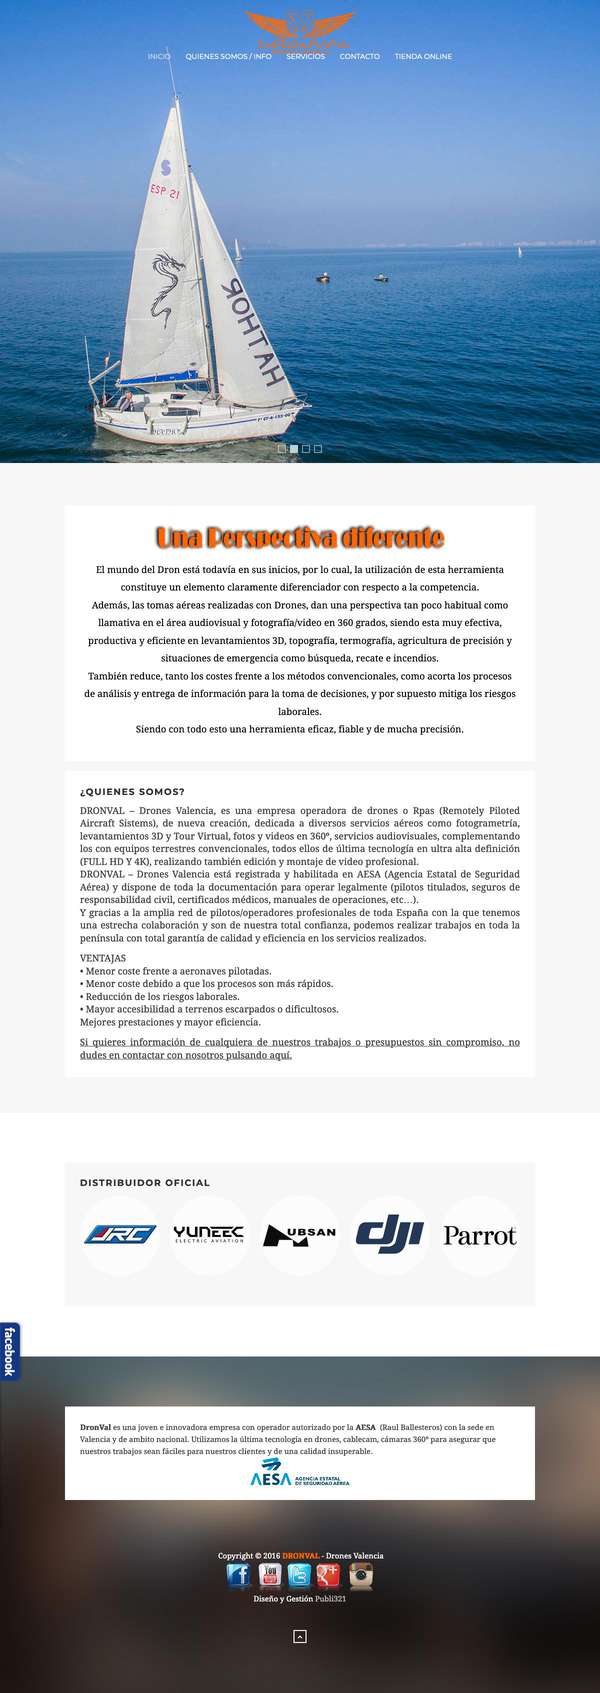 INICIO QUIENES SOMOS / INFO SERVICIOS CONTACTO TIENDA ONLINE
S
ESP 21
ЯOHT AH
Una Perspectiva diferente
El mundo del Dron está todavía en sus inicios, por lo cual, la utilización de esta herramienta
constituye un elemento claramente diferenciador con respecto a la competencia.
Además, las tomas aéreas realizadas con Drones, dan una perspectiva tan poco habitual como
llamativa en el área audiovisual y fotografía/video en 360 grados, siendo esta muy efectiva,
productiva y eficiente en levantamientos 3D, topografía, termografía, agricultura de precisión y
situaciones de emergencia como búsqueda, recate e incendios.
También reduce, tanto los costes frente a los métodos convencionales, como acorta los procesos
de análisis y entrega de información para la toma de decisiones, y por supuesto mitiga los riesgos
laborales.
Siendo con todo esto una herramienta eficaz, fiable y de mucha precisión.
¿QUIENES SOMOS?
DRONVAL – Drones Valencia, es una empresa operadora de drones o Rpas (Remotely Piloted
Aircraft Sistems), de nueva creación, dedicada a diversos servicios aéreos como fotogrametría,
levantamientos 3D y Tour Virtual, fotos y videos en 360º, servicios audiovisuales, complementando
los con equipos terrestres convencionales, todos ellos de última tecnología en ultra alta definición
(FULL HD Y 4K), realizando también edición y montaje de video profesional.
DRONVAL – Drones Valencia está registrada y habilitada en AESA (Agencia Estatal de Seguridad
Aérea) y dispone de toda la documentación para operar legalmente (pilotos titulados, seguros de
responsabilidad civil, certificados médicos, manuales de operaciones, etc…).
Y gracias a la amplia red de pilotos/operadores profesionales de toda España con la que tenemos
una estrecha colaboración y son de nuestra total confianza, podemos realizar trabajos en toda la
península con total garantía de calidad y eficiencia en los servicios realizados.
VENTAJAS
• Menor coste frente a aeronaves pilotadas.
• Menor coste debido a que los procesos son más rápidos.
• Reducción de los riesgos laborales.
• Mayor accesibilidad a terrenos escarpados o dificultosos.
Mejores prestaciones y mayor eficiencia.
Si quieres información de cualquiera de nuestros trabajos o presupuestos sin compromiso, no
dudes en contactar con nosotros pulsando aquí.
DISTRIBUIDOR OFICIAL
JRC
YUNEEC
ELECTRIC AVIATION
HUBSAN
dji
Parrot
facebook
DronVal es una joven e innovadora empresa con operador autorizado por la AESA (Raul Ballesteros) con la sede en
Valencia y de ambito nacional. Utilizamos la última tecnología en drones, cablecam, cámaras 360º para asegurar que
nuestros trabajos sean fáciles para nuestros clientes y de una calidad insuperable.
AESA AGENCIA ESTATAL
DE SEGURIDAD AÉREA
Copyright © 2016 DRONVAL - Drones Valencia
Diseño y Gestión Publi321